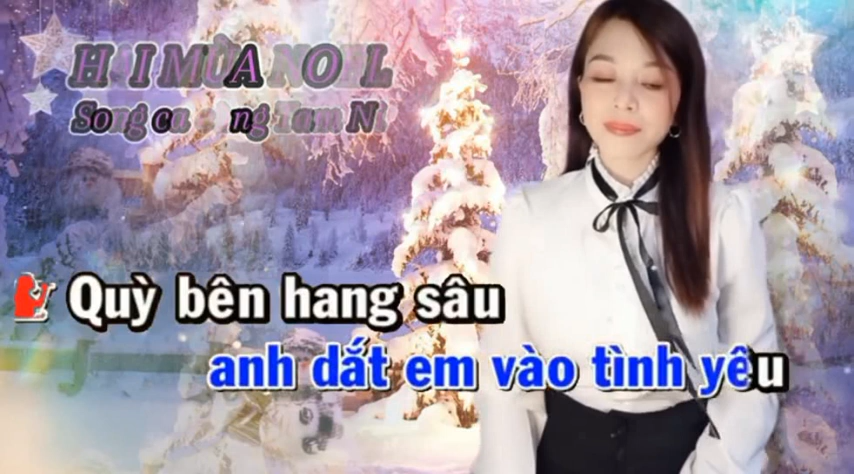 MÙA
Song ca
Quỳ bên hang sâu
anh dắt em vào tình yêu